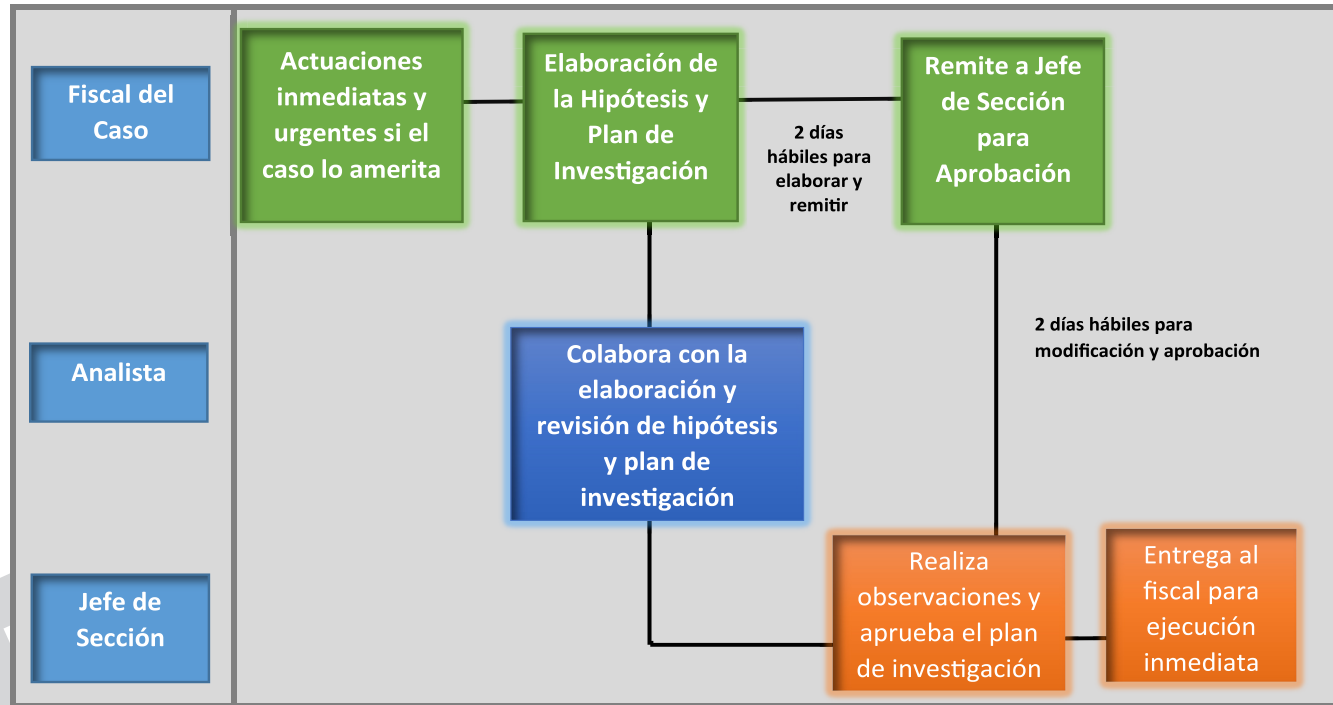 Fiscal del
Caso
Actuaciones
inmediatas y
urgentes si el
caso lo amerita
Elaboración de
la Hipótesis y
Plan de
Investigación
2 días
hábiles para
elaborar y
remitir
Remite a Jefe
de Sección
para
Aprobación
Analista
Colabora con la
elaboración y
revisión de hipótesis
y plan de
investigación
2 días hábiles para
modificación y aprobación
Jefe de
Sección
Realiza
observaciones y
aprueba el plan
de investigación
Entrega al
fiscal para
ejecución
inmediata